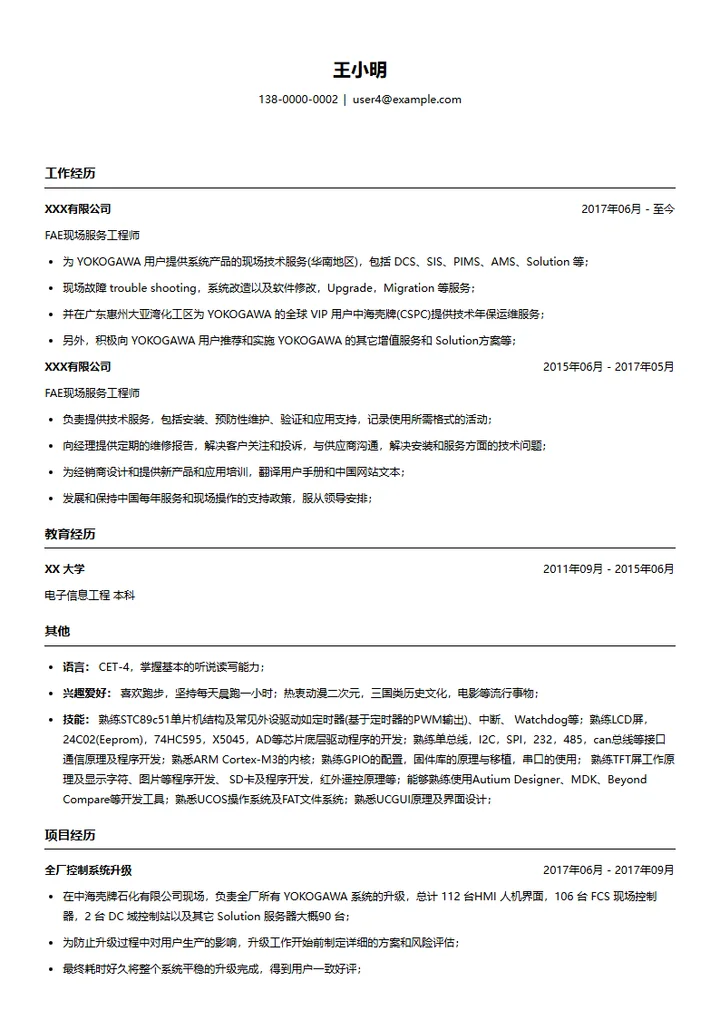 王小明
138-0000-0002 | user4@example.com
工作经历
XXX有限公司 2017年06月 - 至今
FAE现场服务工程师
• 为 YOKOGAWA 用户提供系统产品的现场技术服务(华南地区)，包括 DCS、SIS、PIMS、AMS、Solution 等；
• 现场故障 trouble shooting，系统改造以及软件修改，Upgrade，Migration 等服务；
• 并在广东惠州大亚湾化工区为 YOKOGAWA 的全球 VIP 用户中海壳牌(CSPC)提供技术年保运维服务；
• 另外，积极向 YOKOGAWA 用户推荐和实施 YOKOGAWA 的其它增值服务和 Solution方案等；
XXX有限公司 2015年06月 - 2017年05月
FAE现场服务工程师
• 负责提供技术服务，包括安装、预防性维护、验证和应用支持，记录使用所需格式的活动；
• 向经理提供定期的维修报告，解决客户关注和投诉，与供应商沟通，解决安装和服务方面的技术问题；
• 为经销商设计和提供新产品和应用培训，翻译用户手册和中国网站文本；
• 发展和保持中国每年服务和现场操作的支持政策，服从领导安排；
教育经历
XX 大学 2011年09月 - 2015年06月
电子信息工程 本科
其他
• 语言： CET-4，掌握基本的听说读写能力；
• 兴趣爱好： 喜欢跑步，坚持每天晨跑一小时；热衷动漫二次元，三国类历史文化，电影等流行事物；
• 技能： 熟练STC89c51单片机结构及常见外设驱动如定时器(基于定时器的PWM输出)、中断、 Watchdog等；熟练LCD屏，
24C02(Eeprom)，74HC595，X5045，AD等芯片底层驱动程序的开发；熟练单总线，I2C，SPI，232，485，can总线等接口
通信原理及程序开发；熟悉ARM Cortex-M3的内核；熟练GPIO的配置，固件库的原理与移植，串口的使用； 熟练TFT屏工作原
理及显示字符、图片等程序开发、 SD卡及程序开发，红外遥控原理等；能够熟练使用Autium Designer、MDK、Beyond
Compare等开发工具；熟悉UCOS操作系统及FAT文件系统；熟悉UCGUI原理及界面设计；
项目经历
全厂控制系统升级 2017年06月 - 2017年09月
• 在中海壳牌石化有限公司现场，负责全厂所有 YOKOGAWA 系统的升级，总计 112 台HMI 人机界面，106 台 FCS 现场控制
器，2 台 DC 域控制站以及其它 Solution 服务器大概90 台；
• 为防止升级过程中对用户生产的影响，升级工作开始前制定详细的方案和风险评估；
• 最终耗时好久将整个系统平稳的升级完成，得到用户一致好评；